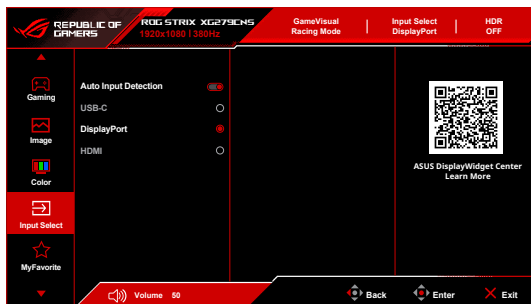 REPUBLIC OF
GAMERS
ROG STRIX XG279CNS
1920x1080 | 380Hz
GameVisual
Racing Mode
Input Select
DisplayPort
HDR
OFF
Gaming
Image
Color
Input Select
MyFavorite
Auto Input Detection
USB-C
DisplayPort
HDMI
ASUS DisplayWidget Center
Learn More
Volume 50
Back
Enter
Exit